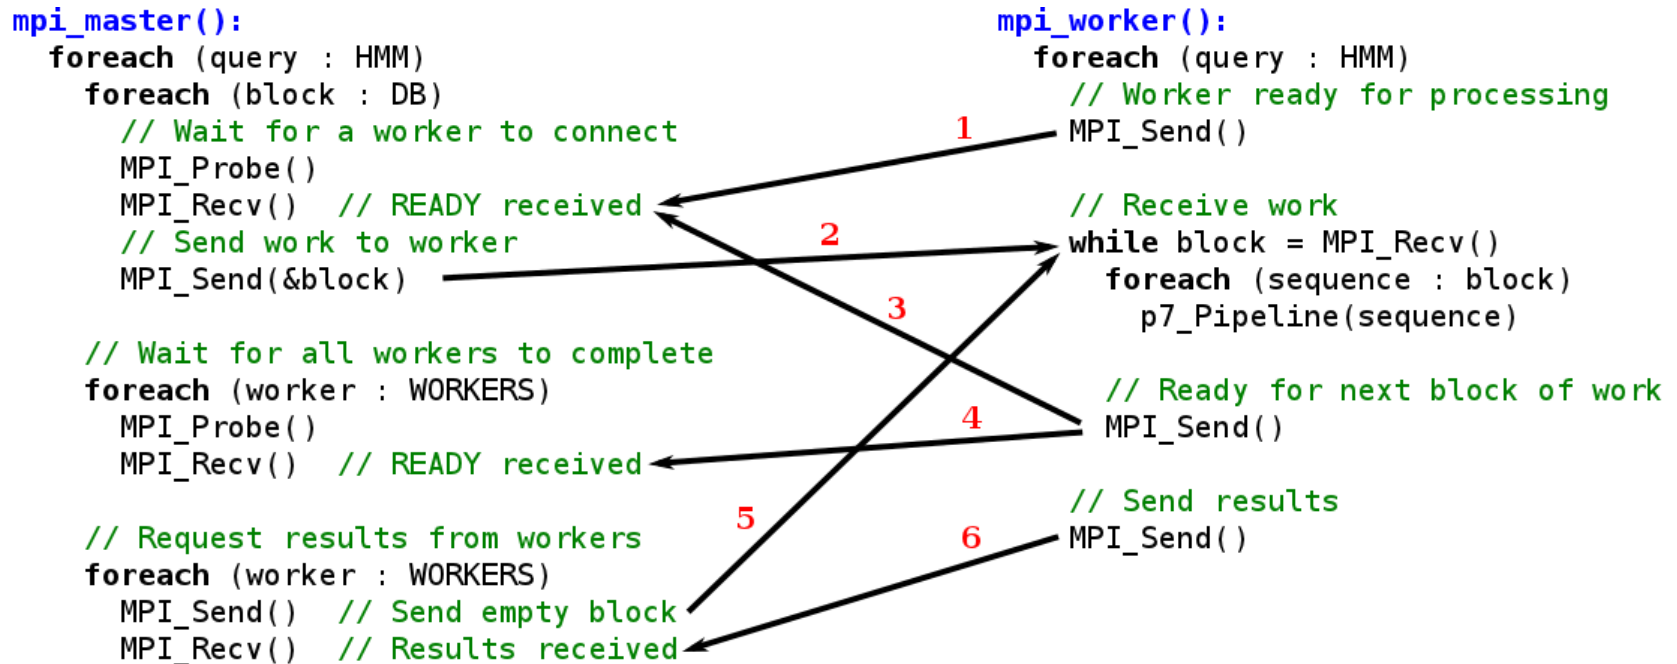 mpi_master():
foreach (query : HMM)
foreach (block : DB)
// Wait for a worker to connect
MPI_Probe()
MPI_Recv() // READY received
// Send work to worker
MPI_Send(&block)
// Wait for all workers to complete
foreach (worker : WORKERS)
MPI_Probe()
MPI_Recv() // READY received
// Request results from workers
foreach (worker : WORKERS)
MPI_Send() // Send empty block
MPI_Recv() // Results received
1
2
3
4
5
6
mpi_worker():
foreach (query : HMM)
// Worker ready for processing
MPI_Send()
// Receive work
while block = MPI_Recv()
foreach (sequence : block)
p7_Pipeline(sequence)
// Ready for next block of work
MPI_Send()
// Send results
MPI_Send()